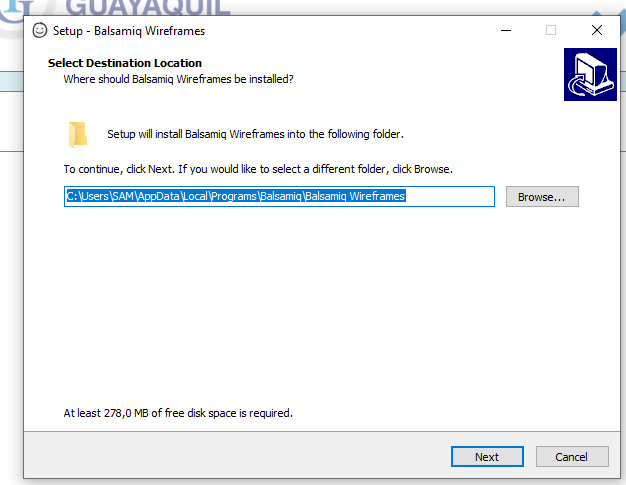 GUAYAQUIL
Setup - Balsamiq Wireframes
Select Destination Location
Where should Balsamiq Wireframes be installed?
Setup will install Balsamiq Wireframes into the following folder.
To continue, click Next. If you would like to select a different folder, click Browse.
C:\Users\SAM\AppData\Local\Programs\Balsamiq\Balsamiq Wireframes
Browse...
At least 278,0 MB of free disk space is required.
Next
Cancel